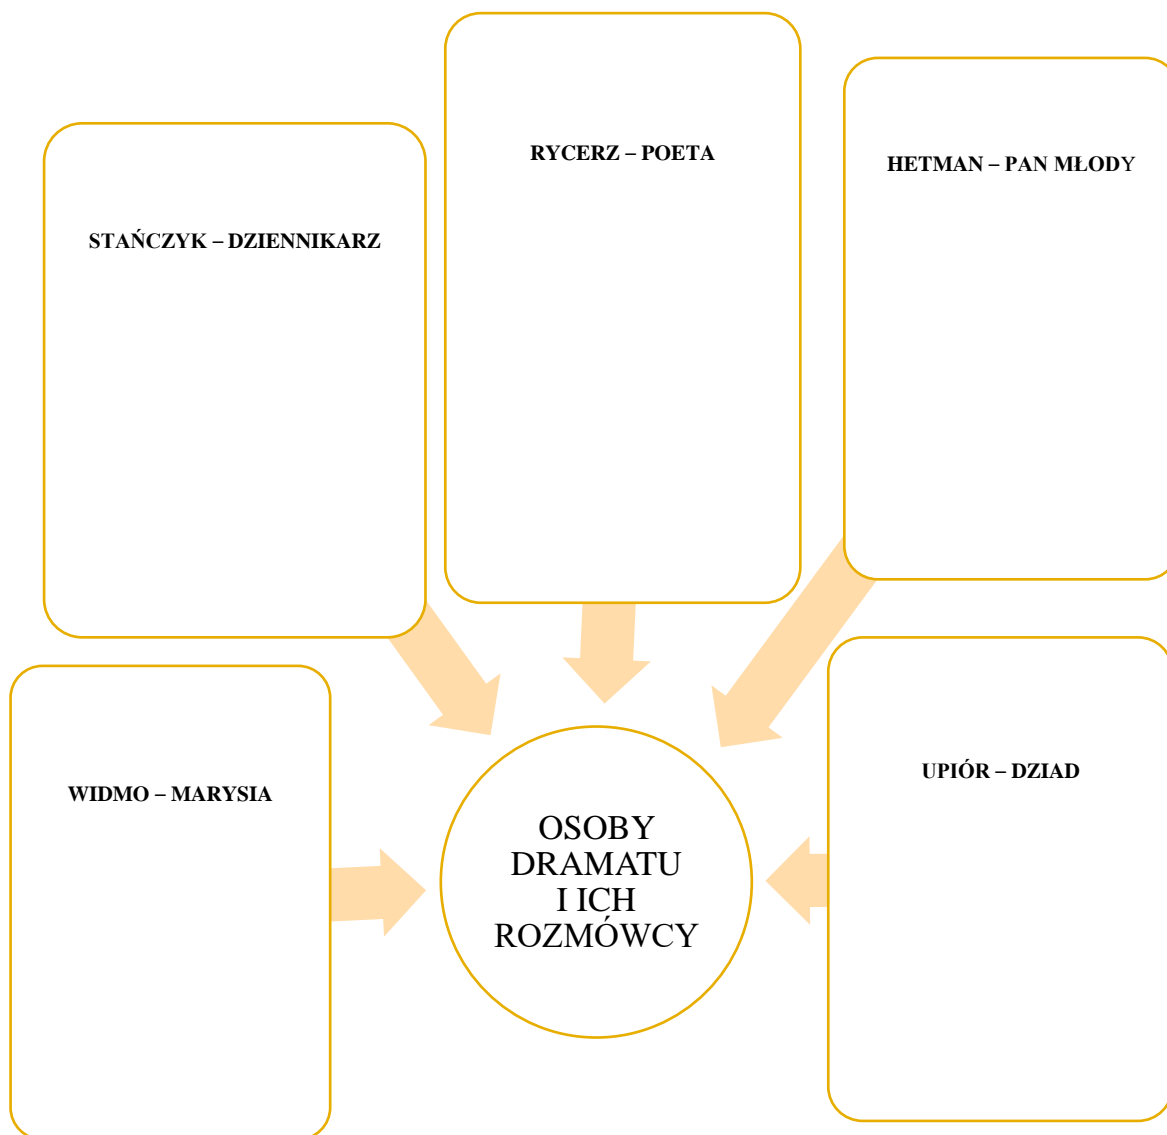 RYCERZ – POETA
HETMAN – PAN MŁODY
STAŃCZYK – DZIENNIKARZ
WIDMO – MARYSIA
UPIÓR – DZIAD
OSOBY
DRAMATU
I ICH
ROZMÓWCY